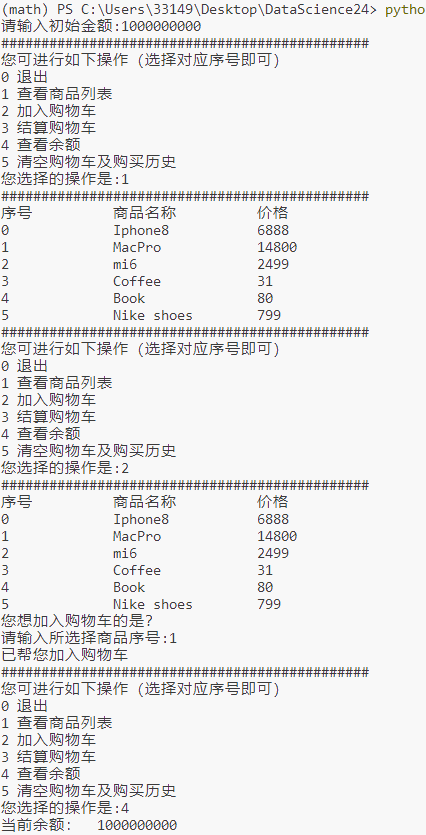 (math) PS C:\Users\33149\Desktop\DataScience24> pytho
请输入初始金额:1000000000
##############################################
您可进行如下操作 (选择对应序号即可)
0 退出
1 查看商品列表
2 加入购物车
3 结算购物车
4 查看余额
5 清空购物车及购买历史
您选择的操作是:1
##############################################
序号 商品名称 价格
0 Iphone8 6888
1 MacPro 14800
2 mi6 2499
3 Coffee 31
4 Book 80
5 Nike shoes 799
##############################################
您可进行如下操作 (选择对应序号即可)
0 退出
1 查看商品列表
2 加入购物车
3 结算购物车
4 查看余额
5 清空购物车及购买历史
您选择的操作是:2
##############################################
序号 商品名称 价格
0 Iphone8 6888
1 MacPro 14800
2 mi6 2499
3 Coffee 31
4 Book 80
5 Nike shoes 799
您想加入购物车的是?
请输入所选择商品序号:1
已帮您加入购物车
##############################################
您可进行如下操作 (选择对应序号即可)
0 退出
1 查看商品列表
2 加入购物车
3 结算购物车
4 查看余额
5 清空购物车及购买历史
您选择的操作是:4
当前余额: 1000000000